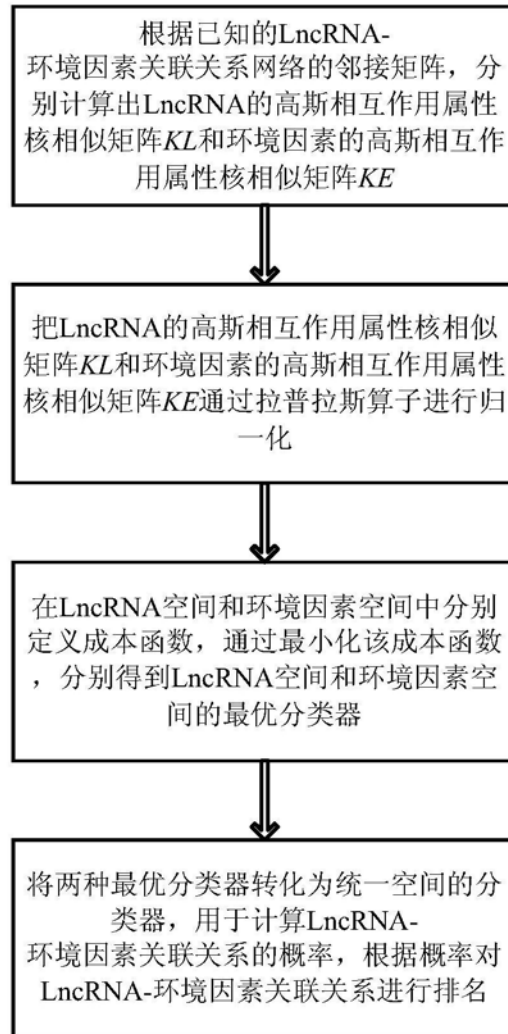 根据已知的LncRNA-
环境因素关联关系网络的邻接矩阵，分
别计算出LncRNA的高斯相互作用属性
核相似矩阵KL和环境因素的高斯相互作
用属性核相似矩阵KE
把LncRNA的高斯相互作用属性核相似
矩阵KL和环境因素的高斯相互作用属性
核相似矩阵KE通过拉普拉斯算子进行归
一化
在LncRNA空间和环境因素空间中分别
定义成本函数，通过最小化该成本函数
，分别得到LncRNA空间和环境因素空
间的最优分类器
将两种最优分类器转化为统一空间的分
类器，用于计算LncRNA-
环境因素关联关系的概率，根据概率对
LncRNA-环境因素关联关系进行排名